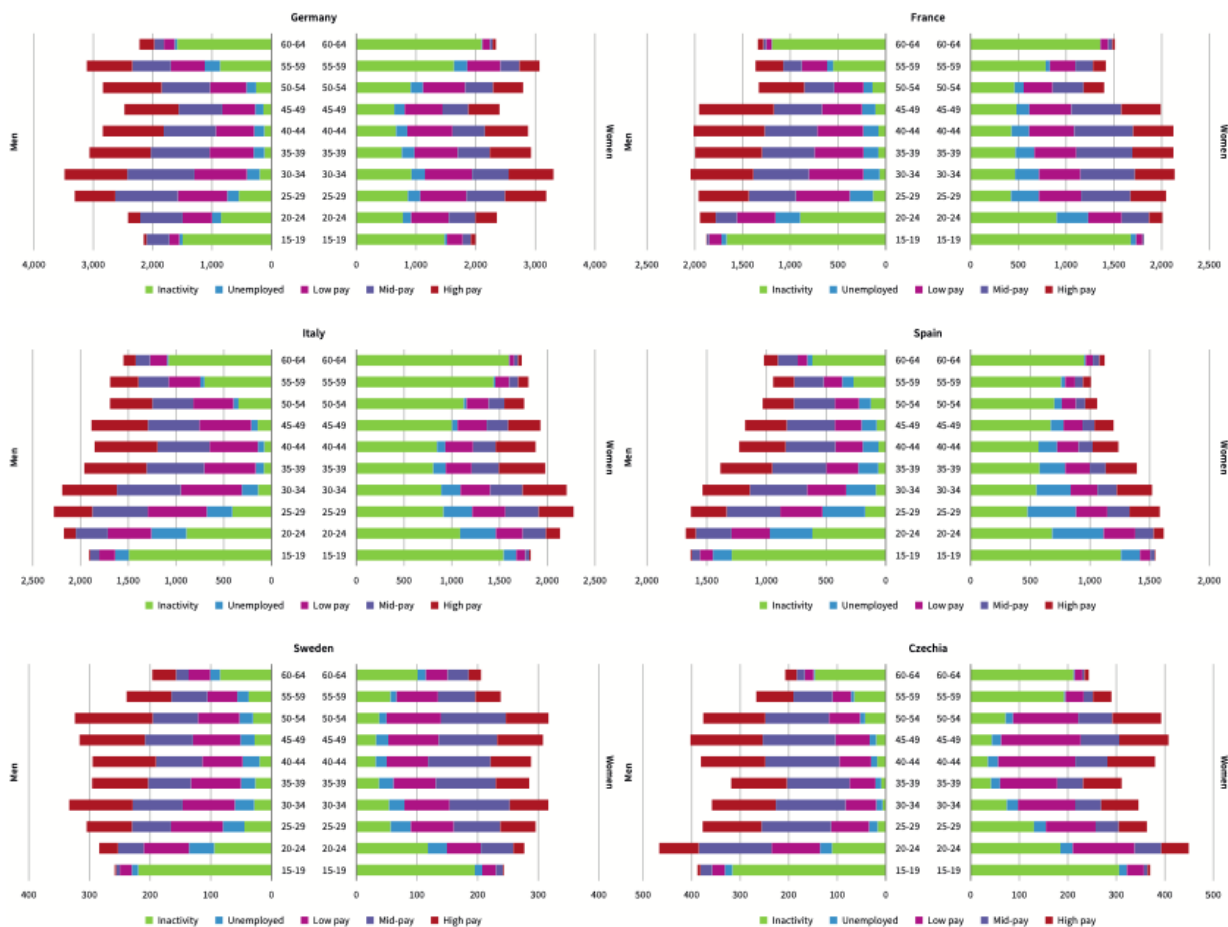 Germany
Men
Women
60-64 60-64
55-59 55-59
50-54 50-54
45-49 45-49
40-44 40-44
35-39 35-39
30-34 30-34
25-29 25-29
20-24 20-24
15-19 15-19
4,000 3,000 2,000 1,000 0 0 1,000 2,000 3,000 4,000
Inactivity Unemployed Low pay Mid-pay High pay
France
Men
Women
60-64 60-64
55-59 55-59
50-54 50-54
45-49 45-49
40-44 40-44
35-39 35-39
30-34 30-34
25-29 25-29
20-24 20-24
15-19 15-19
2,500 2,000 1,500 1,000 500 0 0 500 1,000 1,500 2,000 2,500
Inactivity Unemployed Low pay Mid-pay High pay
Italy
Men
Women
60-64 60-64
55-59 55-59
50-54 50-54
45-49 45-49
40-44 40-44
35-39 35-39
30-34 30-34
25-29 25-29
20-24 20-24
15-19 15-19
2,500 2,000 1,500 1,000 500 0 0 500 1,000 1,500 2,000 2,500
Inactivity Unemployed Low pay Mid-pay High pay
Spain
Men
Women
60-64 60-64
55-59 55-59
50-54 50-54
45-49 45-49
40-44 40-44
35-39 35-39
30-34 30-34
25-29 25-29
20-24 20-24
15-19 15-19
2,000 1,500 1,000 500 0 0 500 1,000 1,500 2,000
Inactivity Unemployed Low pay Mid-pay High pay
Sweden
Men
Women
60-64 60-64
55-59 55-59
50-54 50-54
45-49 45-49
40-44 40-44
35-39 35-39
30-34 30-34
25-29 25-29
20-24 20-24
15-19 15-19
400 300 200 100 0 0 100 200 300 400
Inactivity Unemployed Low pay Mid-pay High pay
Czechia
Men
Women
60-64 60-64
55-59 55-59
50-54 50-54
45-49 45-49
40-44 40-44
35-39 35-39
30-34 30-34
25-29 25-29
20-24 20-24
15-19 15-19
500 400 300 200 100 0 0 100 200 300 400 500
Inactivity Unemployed Low pay Mid-pay High pay